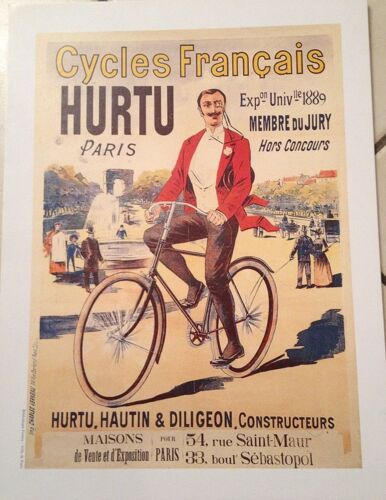 Cycles Français
HURTU
PARIS
Expon Univlle 1889
MEMBRE DU JURY
Hors Concours
HURTU, HAUTIN & DILIGEON, Constructeurs
MAISONS
de Vente et d'Exposition
POUR
PARIS
54, rue Saint-Maur
33, boult Sébastopol